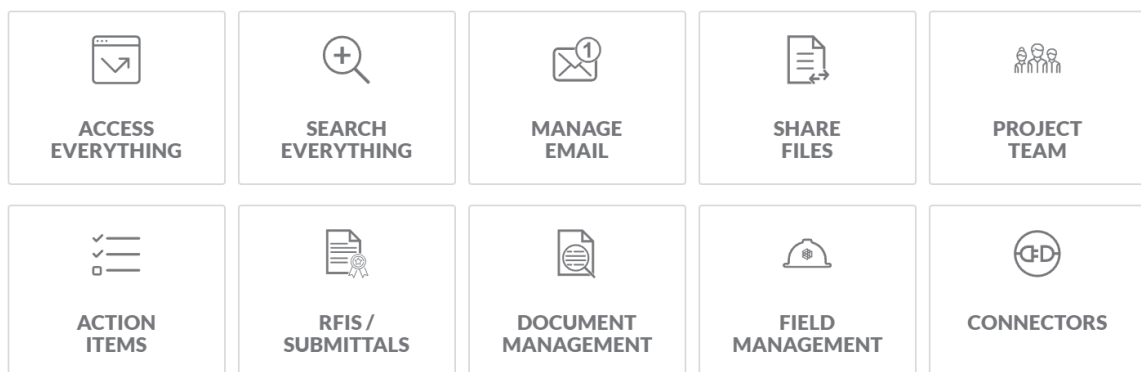 1
ACCESS
EVERYTHING
SEARCH
EVERYTHING
MANAGE
EMAIL
SHARE
FILES
PROJECT
TEAM
ACTION
ITEMS
RFIS /
SUBMITTALS
DOCUMENT
MANAGEMENT
FIELD
MANAGEMENT
CONNECTORS